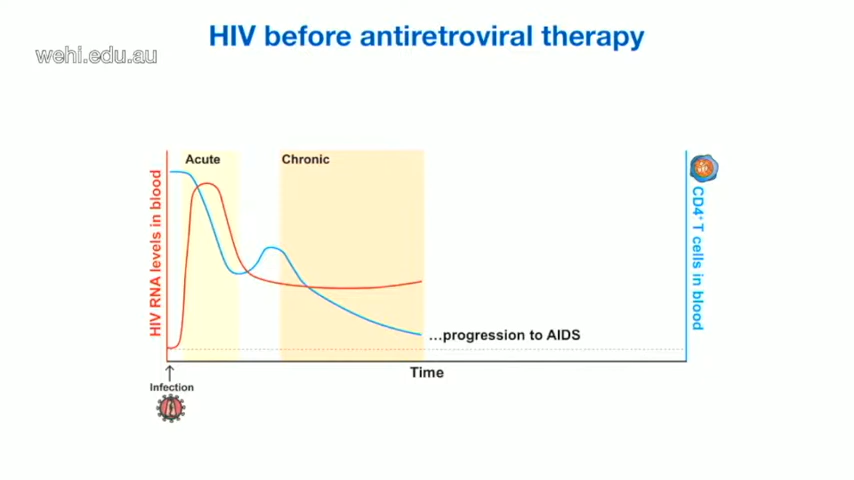 HIV before antiretroviral therapy
wehi.edu.au
Acute
Chronic
HIV RNA levels in blood
CD4⁺ T cells in blood
...progression to AIDS
Time
Infection